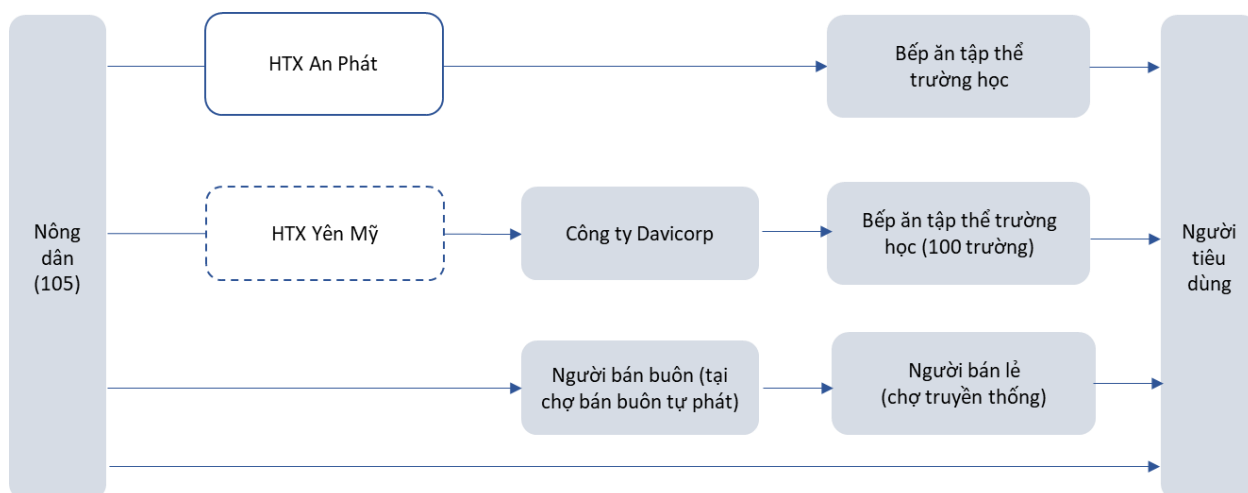 Nông
dân
(105)
HTX An Phát
Bếp ăn tập thể
trường học
HTX Yên Mỹ
Công ty Davicorp
Bếp ăn tập thể trường
học (100 trường)
Người bán buôn (tại
chợ bán buôn tự phát)
Người bán lẻ
(chợ truyền thống)
Người
tiêu
dùng